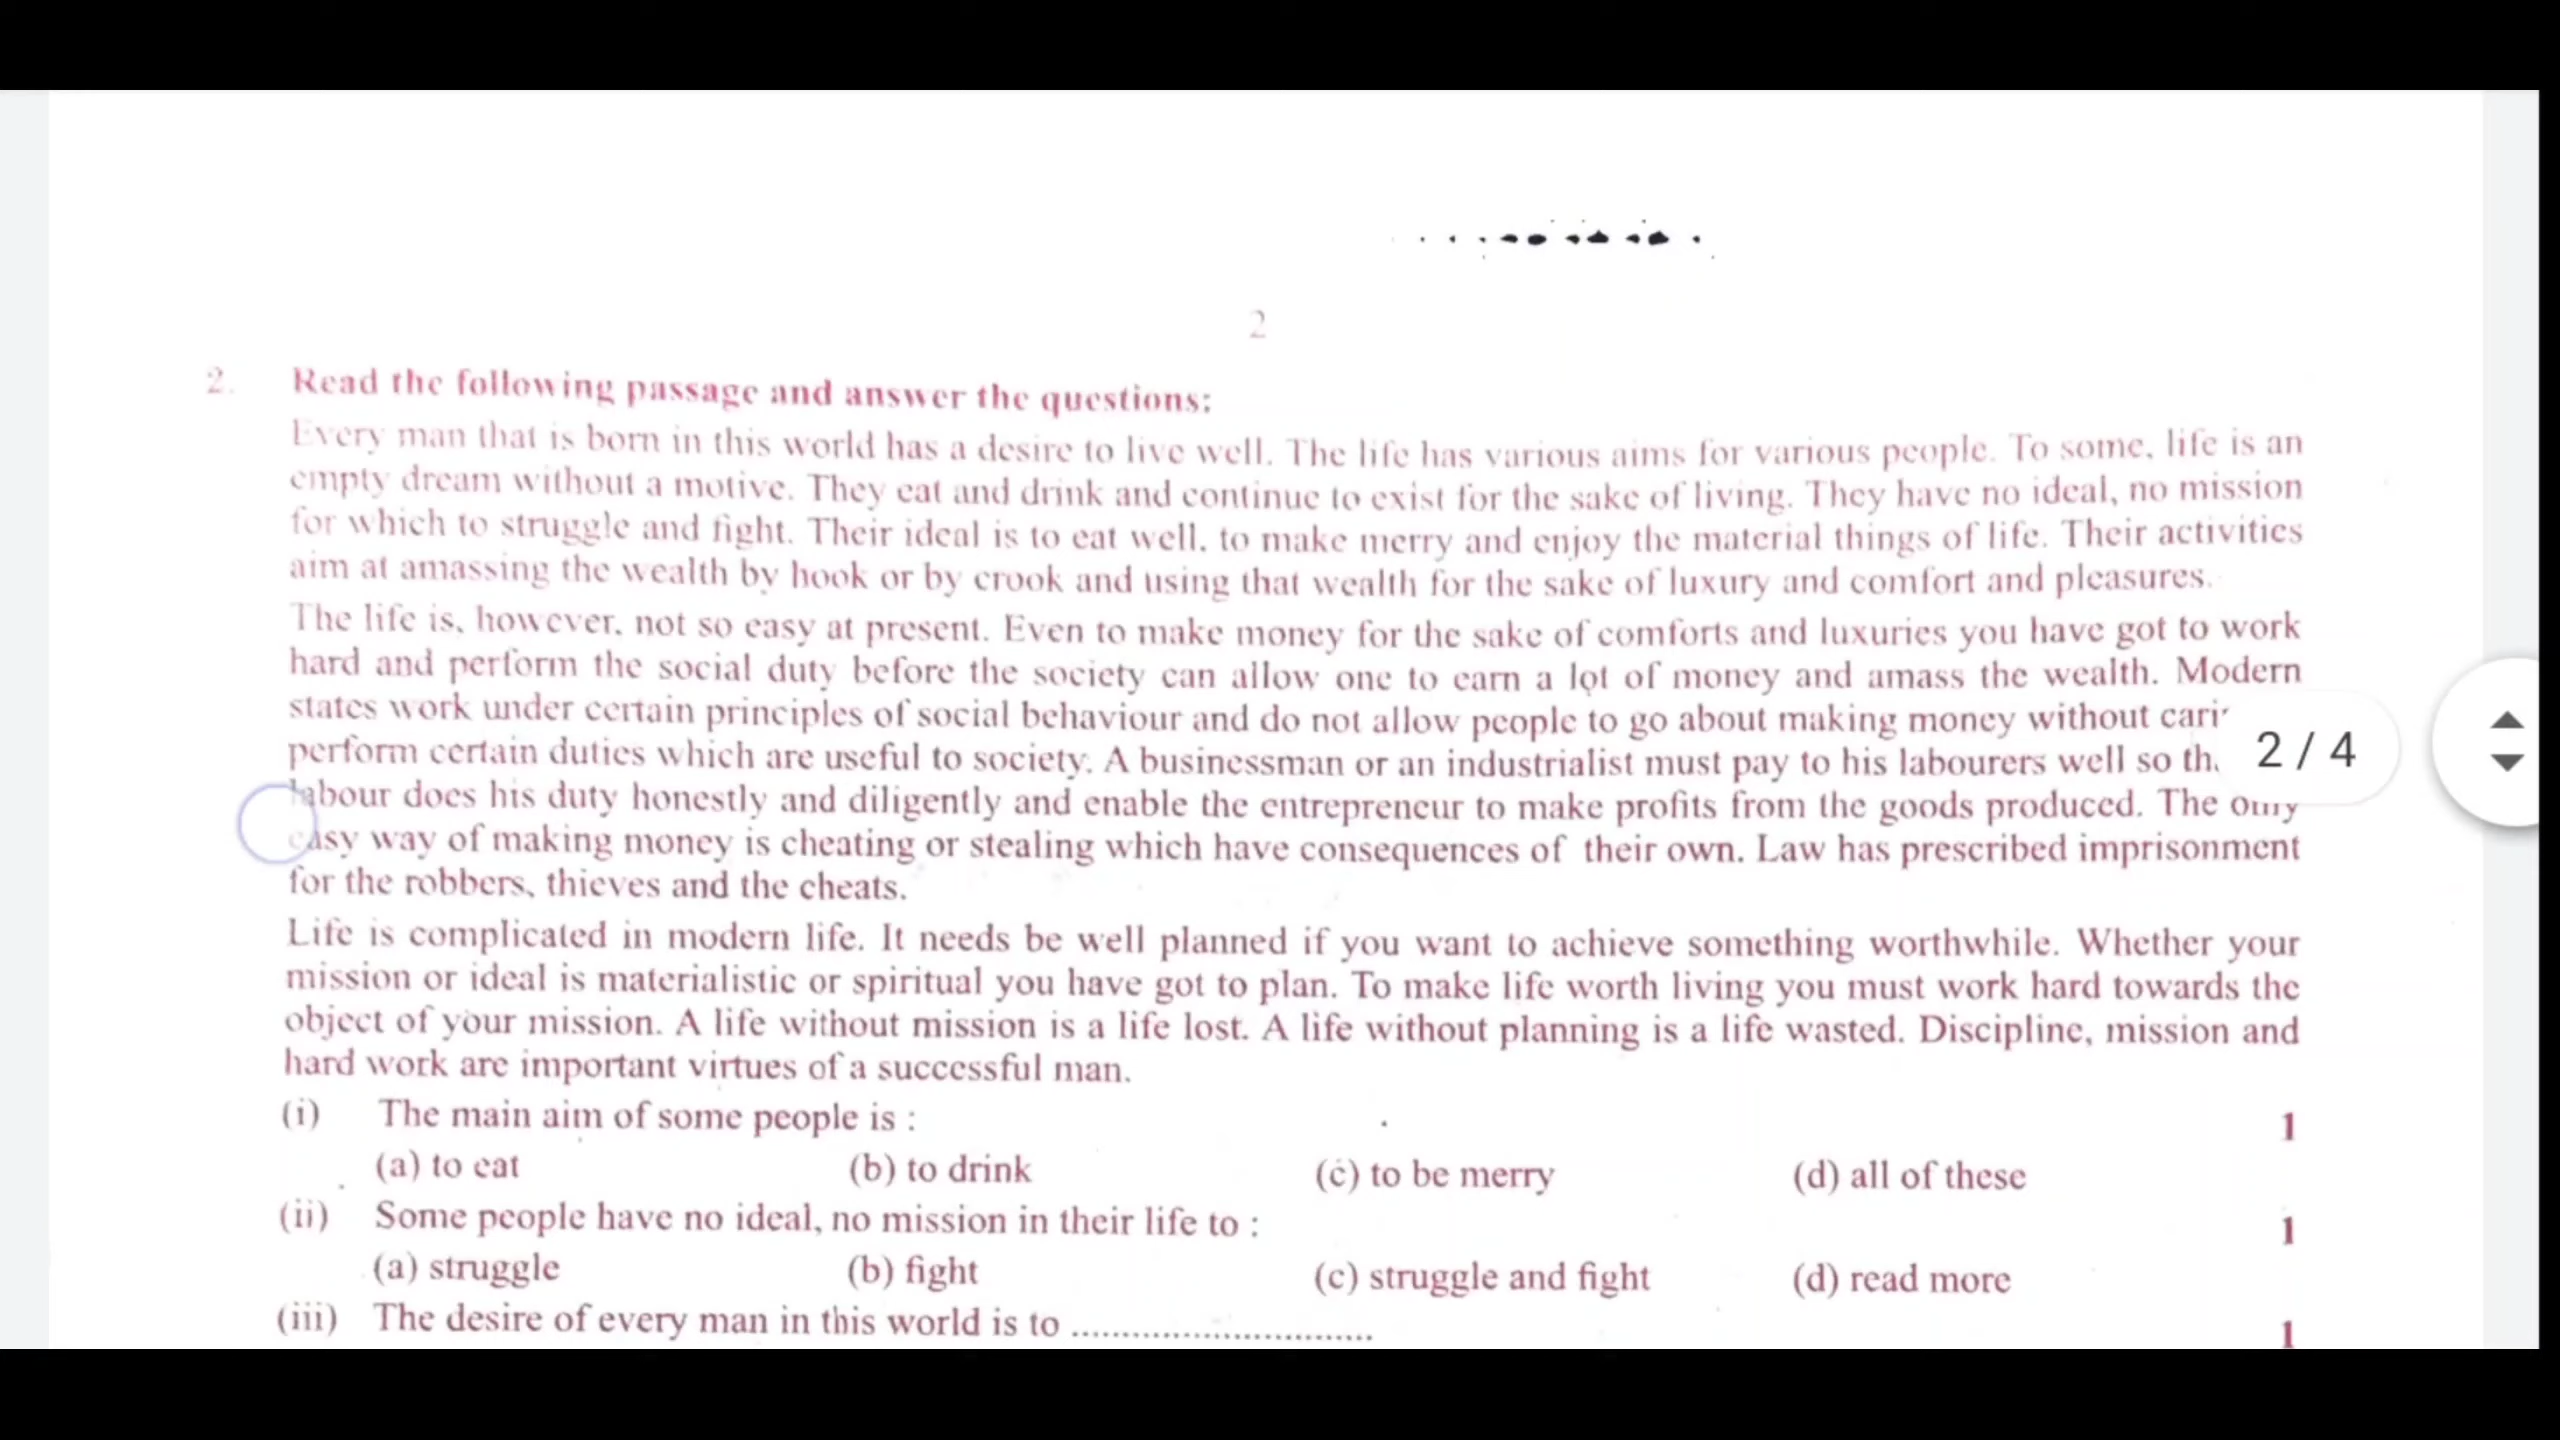 2
2. Read the following passage and answer the questions:
Every man that is born in this world has a desire to live well. The life has various aims for various people. To some, life is an
empty dream without a motive. They eat and drink and continue to exist for the sake of living. They have no ideal, no mission
for which to struggle and fight. Their ideal is to eat well, to make merry and enjoy the material things of life. Their activities
aim at amassing the wealth by hook or by crook and using that wealth for the sake of luxury and comfort and pleasures.
The life is, however, not so easy at present. Even to make money for the sake of comforts and luxuries you have got to work
hard and perform the social duty before the society can allow one to earn a lot of money and amass the wealth. Modern
states work under certain principles of social behaviour and do not allow people to go about making money without
perform certain duties which are useful to society. A businessman or an industrialist must pay to his labourers well so
2 / 4
labour does his duty honestly and diligently and enable the entrepreneur to make profits from the goods produced. The only
easy way of making money is cheating or stealing which have consequences of their own. Law has prescribed imprisonment
for the robbers, thieves and the cheats.
Life is complicated in modern life. It needs be well planned if you want to achieve something worthwhile. Whether your
mission or ideal is materialistic or spiritual you have got to plan. To make life worth living you must work hard towards the
object of your mission. A life without mission is a life lost. A life without planning is a life wasted. Discipline, mission and
hard work are important virtues of a successful man.
(i) The main aim of some people is : 1
(a) to eat (b) to drink (c) to be merry (d) all of these
(ii) Some people have no ideal, no mission in their life to : 1
(a) struggle (b) fight (c) struggle and fight (d) read more
(iii) The desire of every man in this world is to .............................. 1